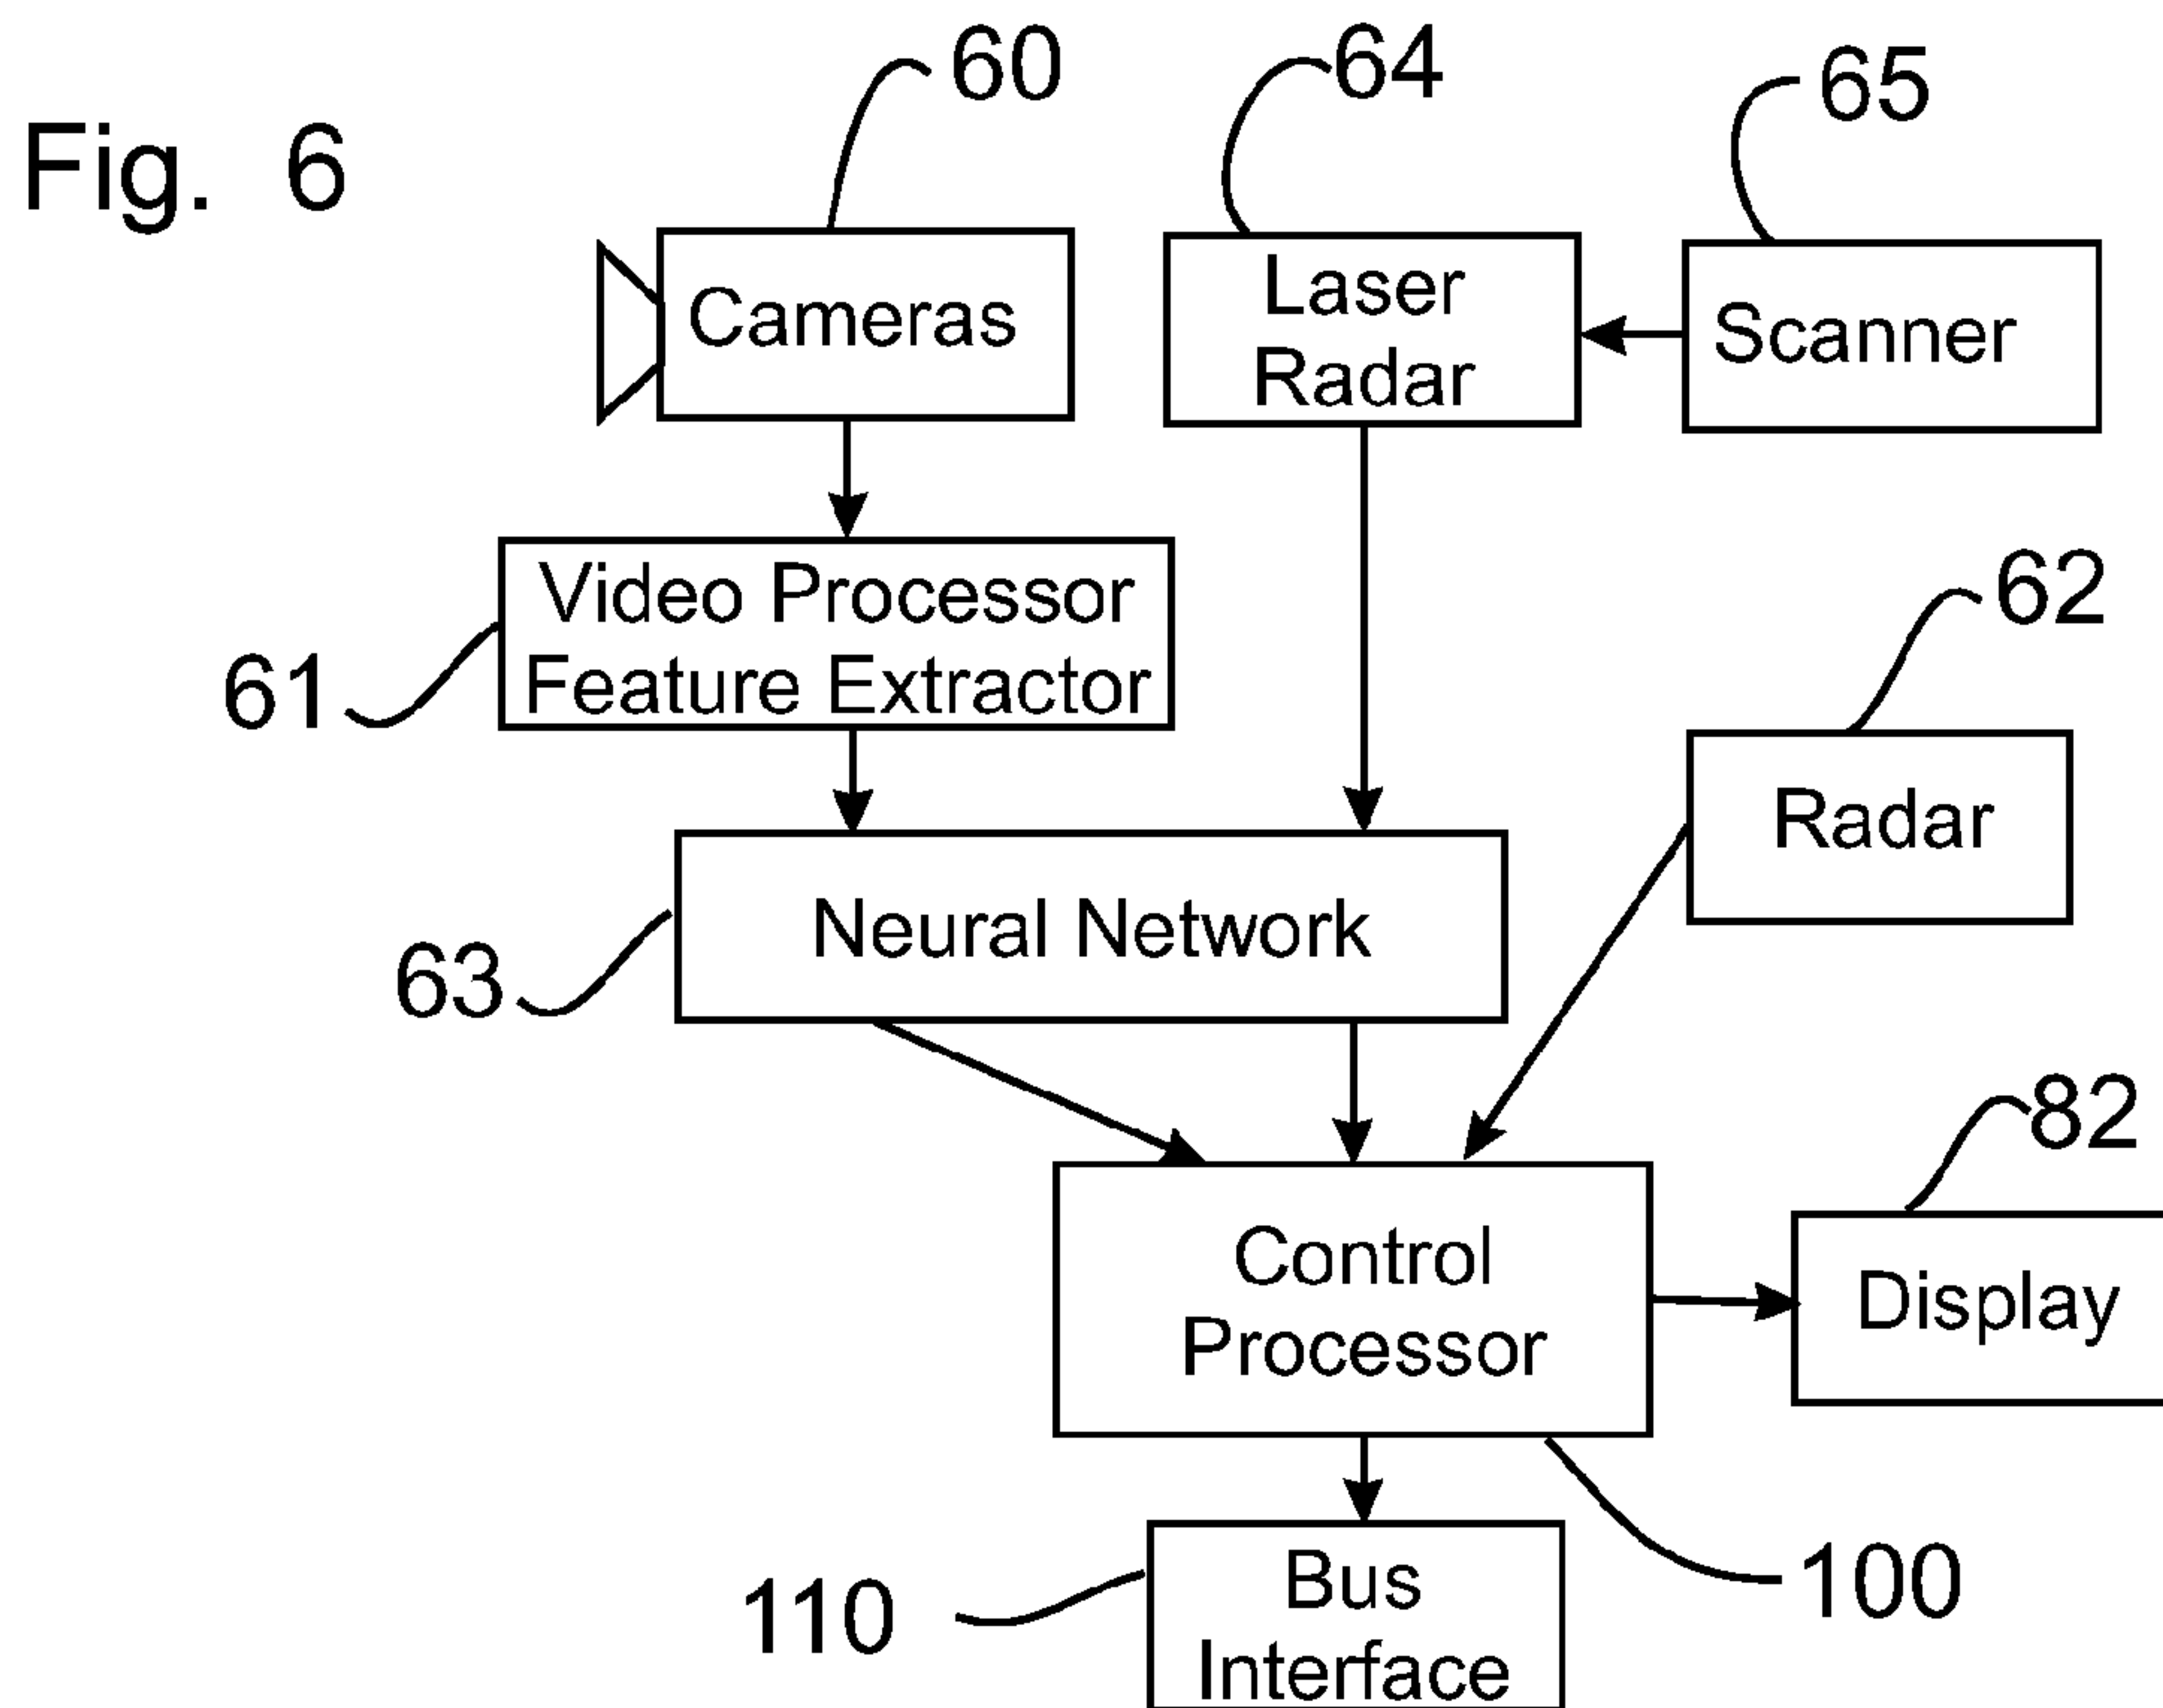 60
64
65
Fig. 6
Cameras
Laser
Radar
Scanner
Video Processor
Feature Extractor
61
62
Radar
Neural Network
63
82
Control
Processor
Display
100
110
Bus
Interface